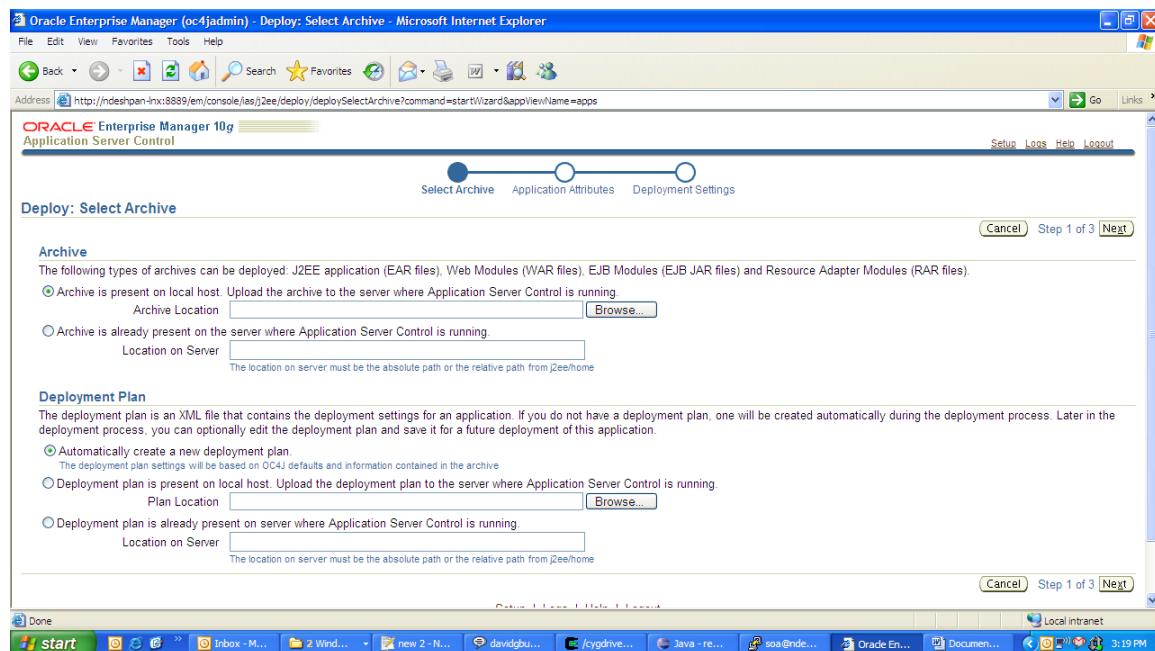 Oracle Enterprise Manager (oc4jadmin) - Deploy: Select Archive - Microsoft Internet Explorer
File Edit View Favorites Tools Help
Back Search Favorites
Address http://ndeshpan-lnx:8889/em/console/ias/j2ee/deploy/deploySelectArchive?command=startWizard&appViewName=apps Go Links
ORACLE Enterprise Manager 10g
Application Server Control
Setup Logs Help Logout
Select Archive Application Attributes Deployment Settings
Deploy: Select Archive
Cancel Step 1 of 3 Next
Archive
The following types of archives can be deployed: J2EE application (EAR files), Web Modules (WAR files), EJB Modules (EJB JAR files) and Resource Adapter Modules (RAR files).
Archive is present on local host. Upload the archive to the server where Application Server Control is running.
Archive Location Browse...
Archive is already present on the server where Application Server Control is running.
Location on Server
The location on server must be the absolute path or the relative path from j2ee/home
Deployment Plan
The deployment plan is an XML file that contains the deployment settings for an application. If you do not have a deployment plan, one will be created automatically during the deployment process. Later in the
deployment process, you can optionally edit the deployment plan and save it for a future deployment of this application.
Automatically create a new deployment plan.
The deployment plan settings will be based on OC4J defaults and information contained in the archive
Deployment plan is present on local host. Upload the deployment plan to the server where Application Server Control is running.
Plan Location Browse...
Deployment plan is already present on server where Application Server Control is running.
Location on Server
The location on server must be the absolute path or the relative path from j2ee/home
Cancel Step 1 of 3 Next
Setup | Logs | Help | Logout
Done Local intranet
start Inbox - M... 2 Wind... new 2 - N... davidgbu... /cygdrive... Java - re... soa@nde... Oracle En... Documen... 3:19 PM